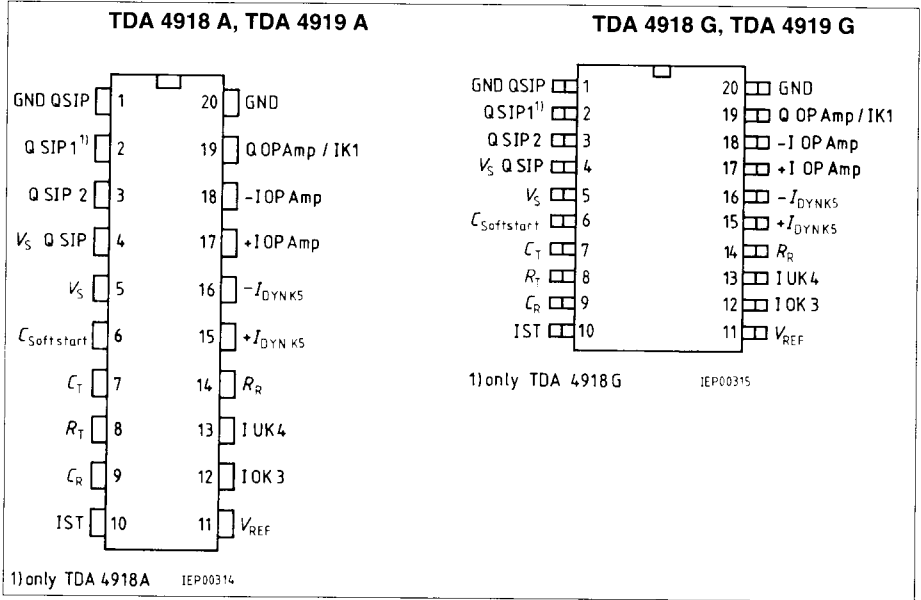 TDA 4918 A, TDA 4919 A
GND QSIP 1 20 GND
Q SIP1 1) 2 19 Q OPAmp / IK1
Q SIP 2 3 18 -I OP Amp
VS Q SIP 4 17 +I OP Amp
VS 5 16 -IDYN K5
CSoftstart 6 15 +IDYN K5
CT 7 14 RR
RT 8 13 I UK4
CR 9 12 I OK 3
IST 10 11 VREF
1) only TDA 4918A IEP00314
TDA 4918 G, TDA 4919 G
GND QSIP 1 20 GND
QSIP1 1) 2 19 Q OP Amp / IK1
Q SIP 2 3 18 -I OP Amp
VS Q SIP 4 17 +I OP Amp
VS 5 16 -IDYNK5
CSoftstart 6 15 +IDYNK5
CT 7 14 RR
RT 8 13 I UK4
CR 9 12 I OK 3
IST 10 11 VREF
1) only TDA 4918G IEP00315